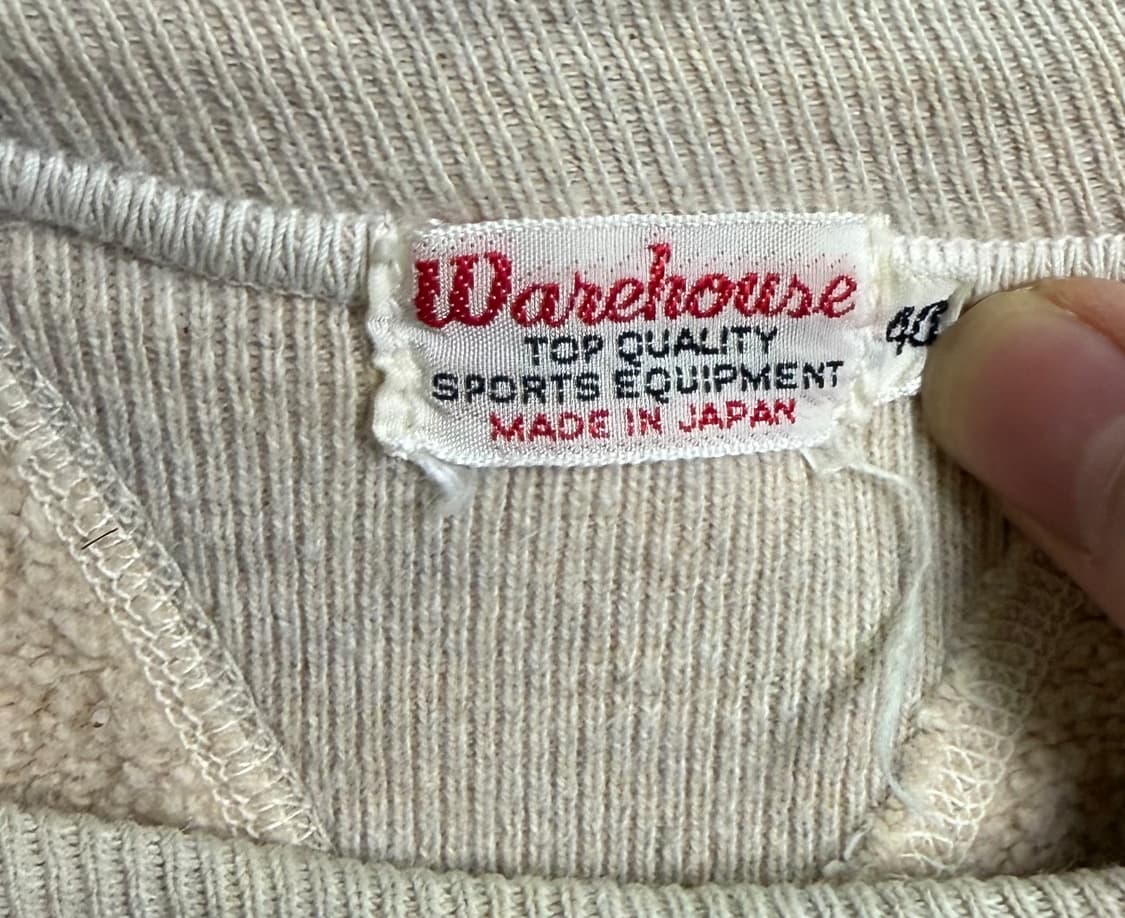 Warehouse
TOP QUALITY
SPORTS EQUIPMENT
MADE IN JAPAN
40